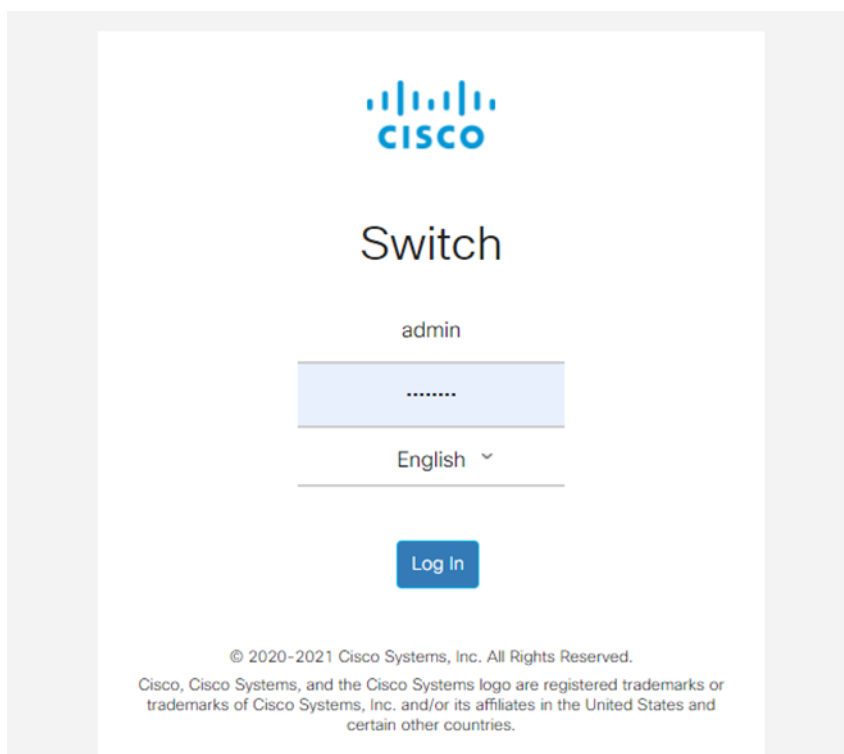 CISCO
Switch
admin
........
English
Log In
© 2020-2021 Cisco Systems, Inc. All Rights Reserved.
Cisco, Cisco Systems, and the Cisco Systems logo are registered trademarks or
trademarks of Cisco Systems, Inc. and/or its affiliates in the United States and
certain other countries.